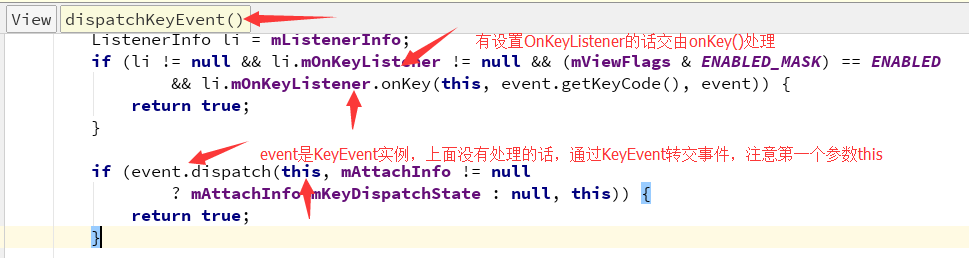 View dispatchKeyEvent()
ListenerInfo li = mListenerInfo;
有设置OnKeyListener的话交由onKey()处理
if (li != null && li.mOnKeyListener != null && (mViewFlags & ENABLED_MASK) == ENABLED
&& li.mOnKeyListener.onKey(this, event.getKeyCode(), event)) {
return true;
}
event是KeyEvent实例，上面没有处理的话，通过KeyEvent转交事件，注意第一个参数this
if (event.dispatch(this, mAttachInfo != null
? mAttachInfo.mKeyDispatchState : null, this)) {
return true;
}